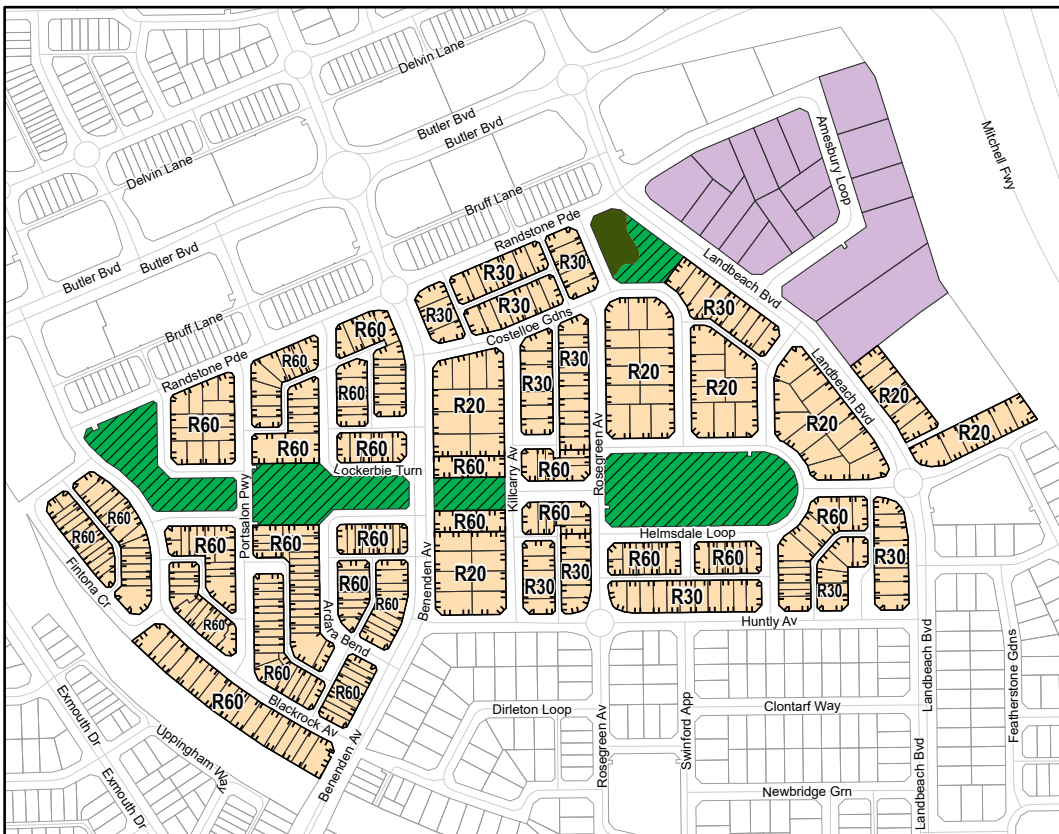 Delvin Lane
Butler Bvd
Butler Bvd
Amesbury Loop
Mitchell Fwy
Delvin Lane
Bruff Lane
Randstone Pde
Butler Bvd
Butler Bvd
Landbeach Bvd
R30
R30
R30
R30
R30
Bruff Lane
Costelloe Gdns
R60
R60
Randstone Pde
R30
R30
R20
R20
Landbeach Bvd
R60
R20
R20
R60
R20
R20
R60
R60
Lockerbie Turn
R60
R60
Killcarry Av
Rosegreen Av
Portsalon Pwy
R60
R60
R60
R60
R60
R60
R60
R60
Helmsdale Loop
R60
R60
R60
R30
R20
R30
R30
R60
R60
R30
R30
Fintona Cr
Ardara Bend
Benenden Av
R60
Huntly Av
R60
R60
Blackrock Av
R60
Exmouth Dr
Uppingham Way
Exmouth Dr
Benenden Av
Dirleton Loop
Rosegreen Av
Swinford App
Clontarf Way
Newbridge Grn
Landbeach Bvd
Landbeach Bvd
Featherstone Gdns